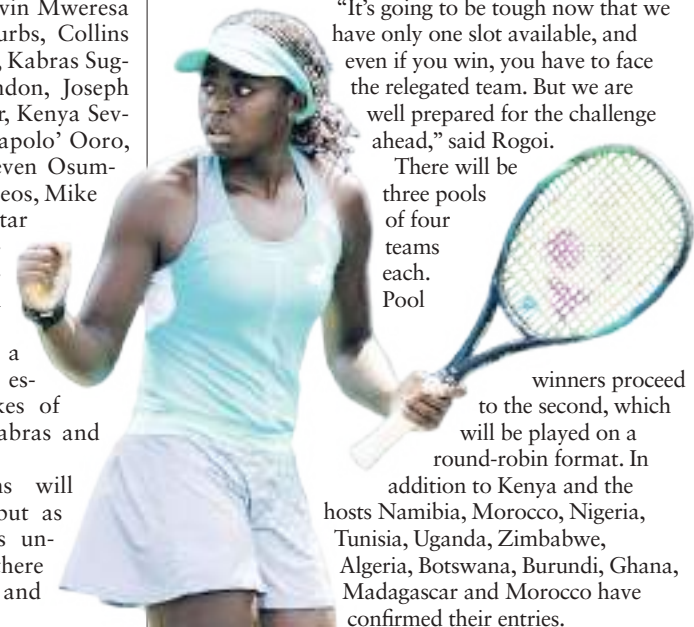 vin Mweresa
urbs, Collins
, Kabras Sug-
ndon, Joseph
r, Kenya Sev-
apolo’ Ooro,
even Osum-
eos, Mike
tar
a
es-
kes of
abras and
ns will
but as
s un-
here
and
“It’s going to be tough now that we
have only one slot available, and
even if you win, you have to face
the relegated team. But we are
well prepared for the challenge
ahead,” said Rogoi.
There will be
three pools
of four
teams
each.
Pool
winners proceed
to the second, which
will be played on a
round-robin format. In
addition to Kenya and the
hosts Namibia, Morocco, Nigeria,
Tunisia, Uganda, Zimbabwe,
Algeria, Botswana, Burundi, Ghana,
Madagascar and Morocco have
confirmed their entries.